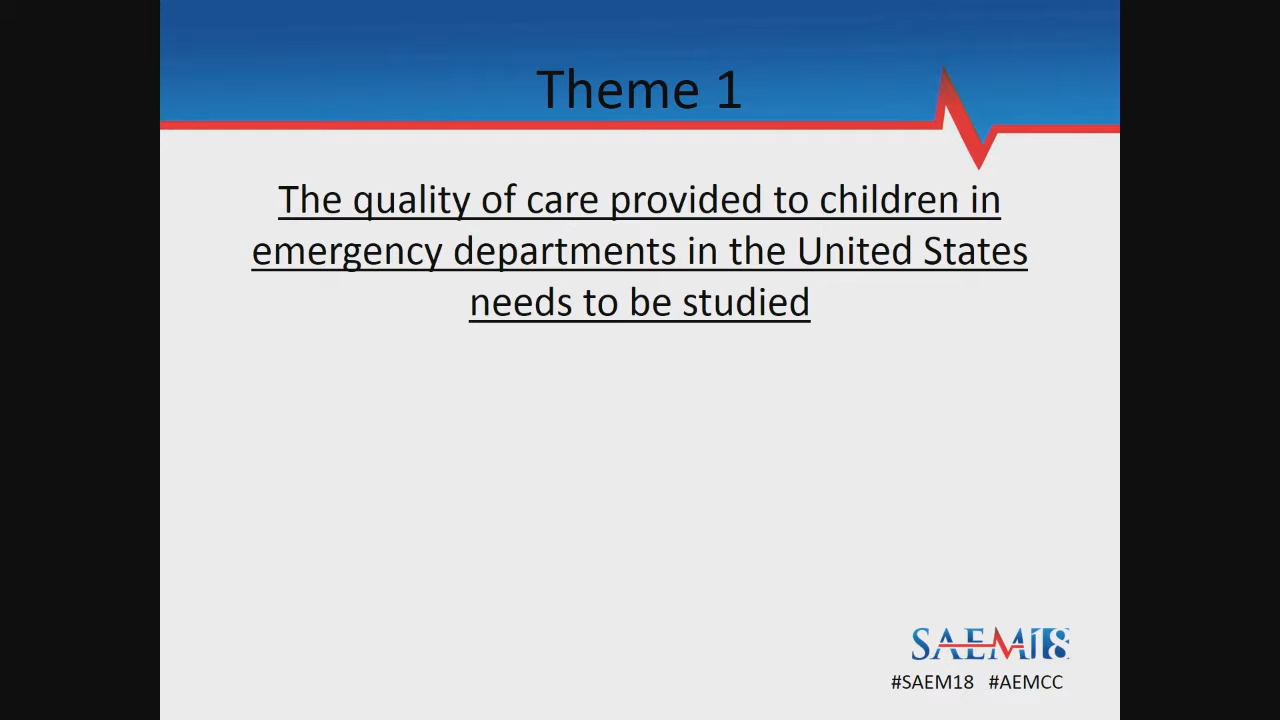 Theme 1
The quality of care provided to children in
emergency departments in the United States
needs to be studied
SAEM18
#SAEM18 #AEMCC